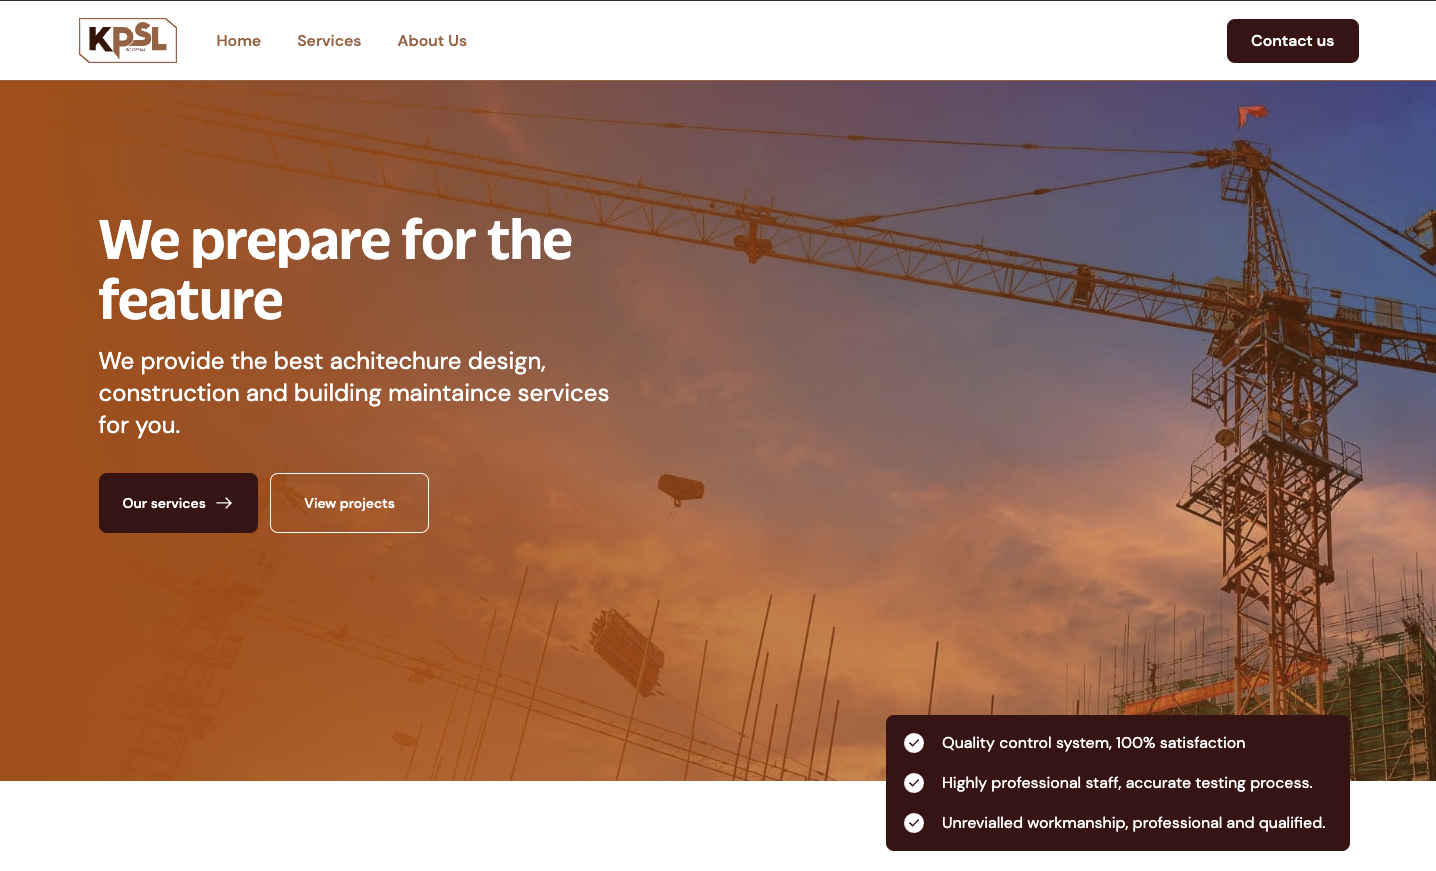 KPSL
Home
Services
About Us
Contact us
We prepare for the
feature
We provide the best achitechure design,
construction and building maintaince services
for you.
Our services
View projects
Quality control system, 100% satisfaction
Highly professional staff, accurate testing process.
Unrevialled workmanship, professional and qualified.